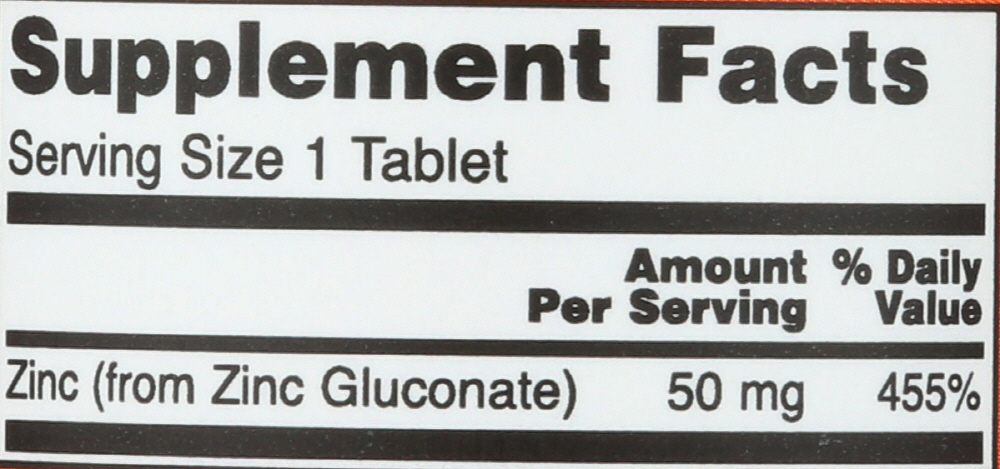 Supplement Facts
Serving Size 1 Tablet
Amount % Daily
Per Serving Value
Zinc (from Zinc Gluconate) 50 mg 455%